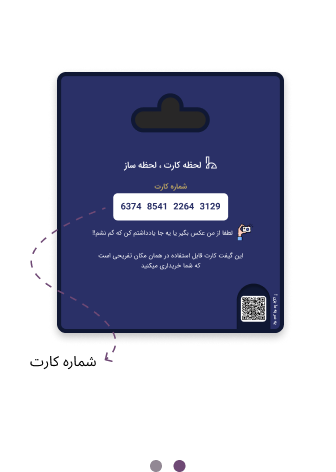 لحظه کارت ، لحظه ساز
شماره کارت
6374 8541 2264 3129
لطفا از من عکس بگیر یا یه جا یادداشتم کن که گم نشم!!
این گیفت کارت قابل استفاده در همان مکان تفریحی است
که شما خریداری میکنید
شماره کارت